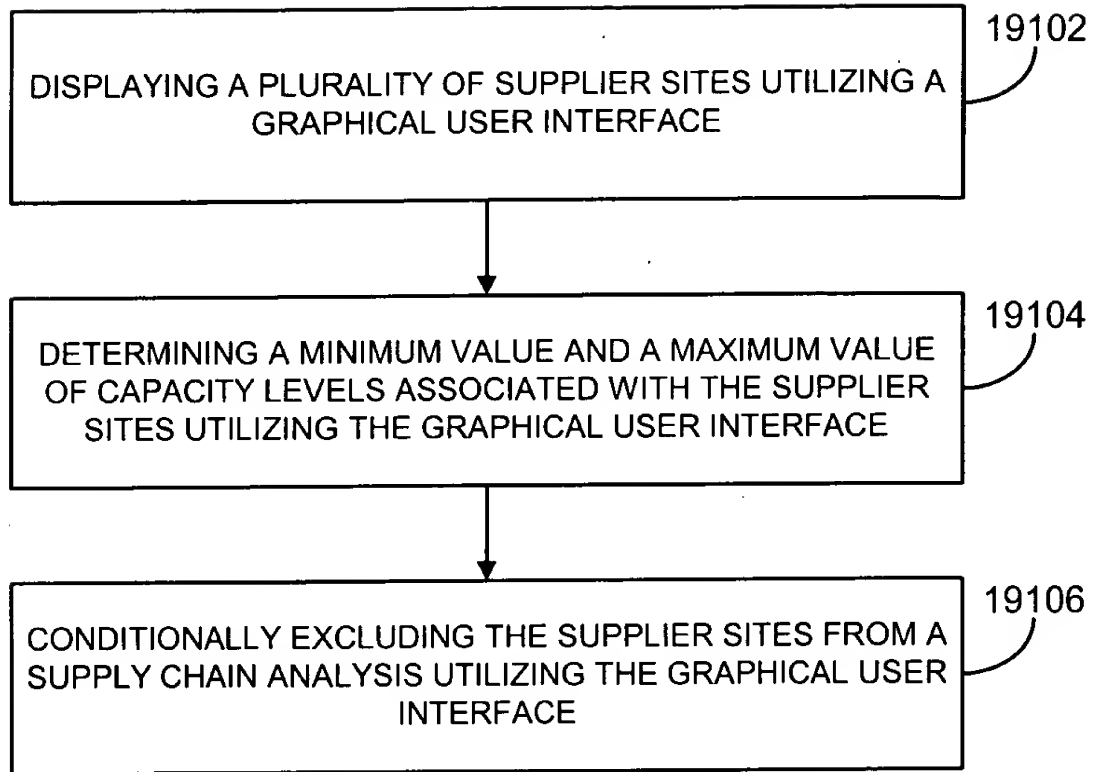 19102
DISPLAYING A PLURALITY OF SUPPLIER SITES UTILIZING A
GRAPHICAL USER INTERFACE
19104
DETERMINING A MINIMUM VALUE AND A MAXIMUM VALUE
OF CAPACITY LEVELS ASSOCIATED WITH THE SUPPLIER
SITES UTILIZING THE GRAPHICAL USER INTERFACE
19106
CONDITIONALLY EXCLUDING THE SUPPLIER SITES FROM A
SUPPLY CHAIN ANALYSIS UTILIZING THE GRAPHICAL USER
INTERFACE